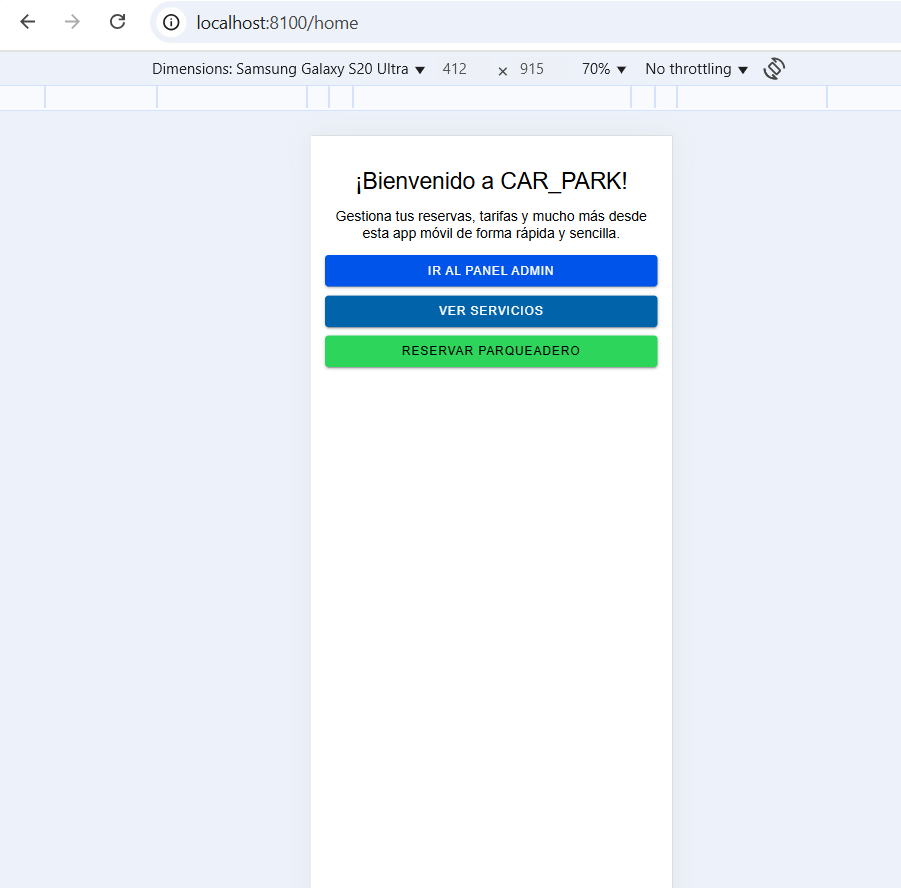 localhost:8100/home
Dimensions: Samsung Galaxy S20 Ultra ▼ 412 × 915 70% ▼ No throttling ▼
¡Bienvenido a CAR_PARK!
Gestiona tus reservas, tarifas y mucho más desde
esta app móvil de forma rápida y sencilla.
IR AL PANEL ADMIN
VER SERVICIOS
RESERVAR PARQUEADERO